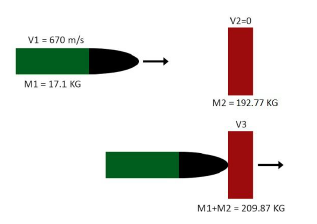 V1 = 670 m/s
M1 = 17.1 KG
V2=0
M2 = 192.77 KG
V3
M1+M2 = 209.87 KG